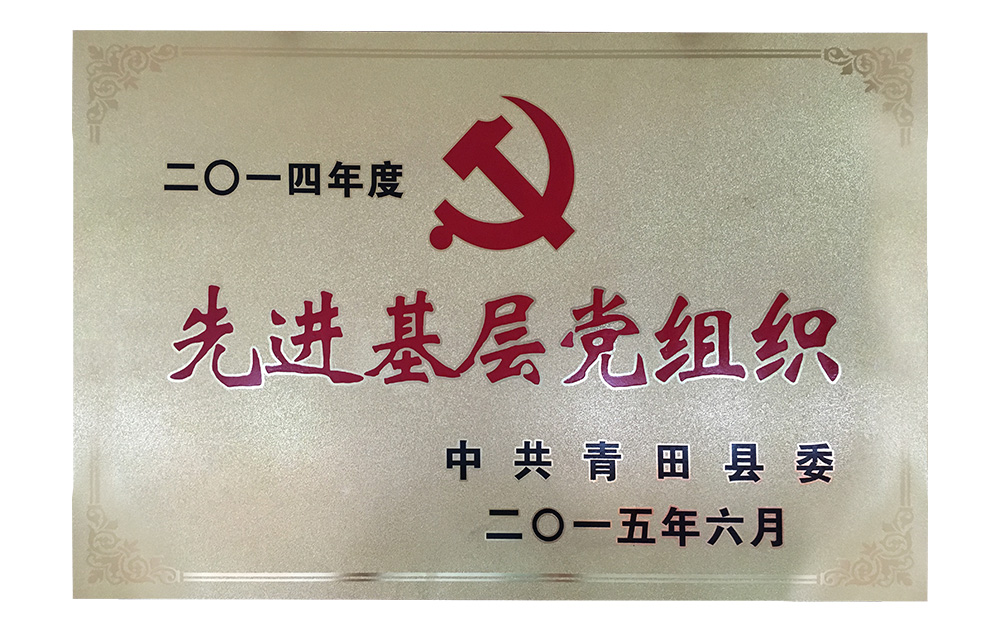 二〇一四年度
先进基层党组织
中共青田县委
二〇一五年六月